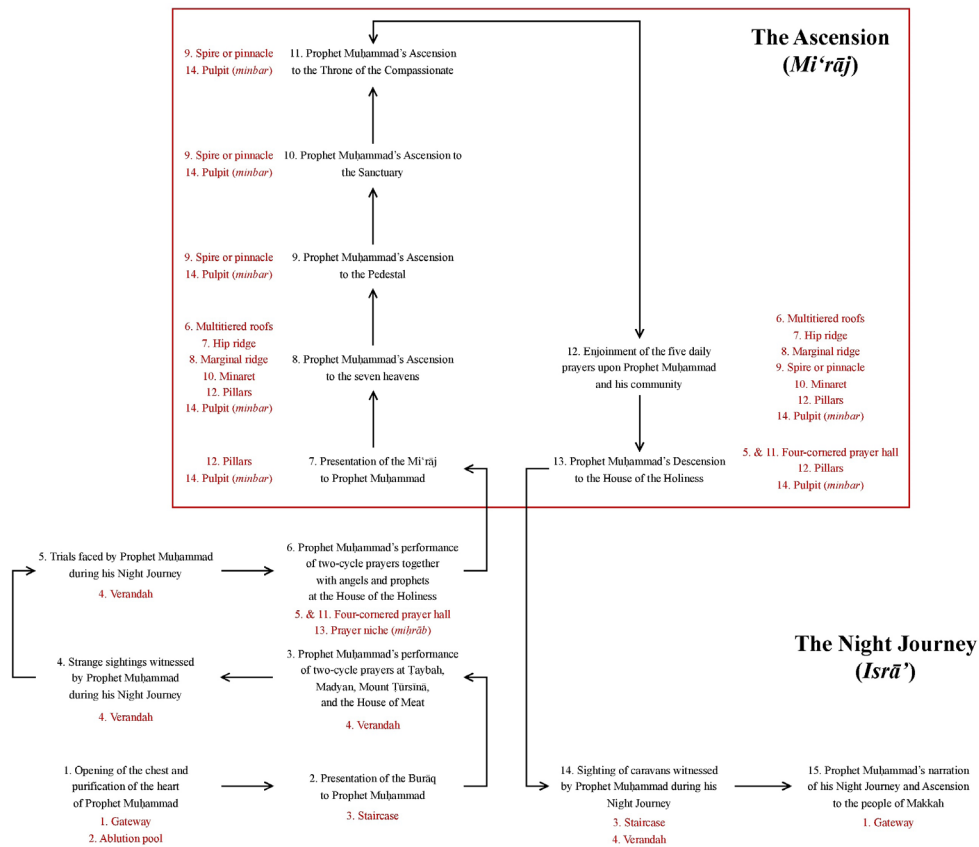 The Ascension
(Mi‘rāj)
9. Spire or pinnacle
14. Pulpit (minbar)
11. Prophet Muḥammad’s Ascension
to the Throne of the Compassionate
9. Spire or pinnacle
14. Pulpit (minbar)
10. Prophet Muḥammad’s Ascension to
the Sanctuary
9. Spire or pinnacle
14. Pulpit (minbar)
9. Prophet Muḥammad’s Ascension
to the Pedestal
6. Multitiered roofs
7. Hip ridge
8. Marginal ridge
10. Minaret
12. Pillars
14. Pulpit (minbar)
8. Prophet Muḥammad’s Ascension
to the seven heavens
12. Enjoinment of the five daily
prayers upon Prophet Muḥammad
and his community
6. Multitiered roofs
7. Hip ridge
8. Marginal ridge
9. Spire or pinnacle
10. Minaret
12. Pillars
14. Pulpit (minbar)
12. Pillars
14. Pulpit (minbar)
7. Presentation of the Mi‘rāj
to Prophet Muḥammad
13. Prophet Muḥammad’s Descension
to the House of the Holiness
5. & 11. Four-cornered prayer hall
12. Pillars
14. Pulpit (minbar)
5. Trials faced by Prophet Muḥammad
during his Night Journey
4. Verandah
6. Prophet Muḥammad’s performance
of two-cycle prayers together
with angels and prophets
at the House of the Holiness
5. & 11. Four-cornered prayer hall
13. Prayer niche (miḥrāb)
The Night Journey
(Isrā’)
4. Strange sightings witnessed
by Prophet Muḥammad
during his Night Journey
4. Verandah
3. Prophet Muḥammad’s performance
of two-cycle prayers at Ṭaybah,
Madyan, Mount Ṭūrsīnā,
and the House of Meat
4. Verandah
1. Opening of the chest and
purification of the heart
of Prophet Muḥammad
1. Gateway
2. Ablution pool
2. Presentation of the Burāq
to Prophet Muḥammad
3. Staircase
14. Sighting of caravans witnessed
by Prophet Muḥammad during his
Night Journey
3. Staircase
4. Verandah
15. Prophet Muḥammad’s narration
of his Night Journey and Ascension
to the people of Makkah
1. Gateway